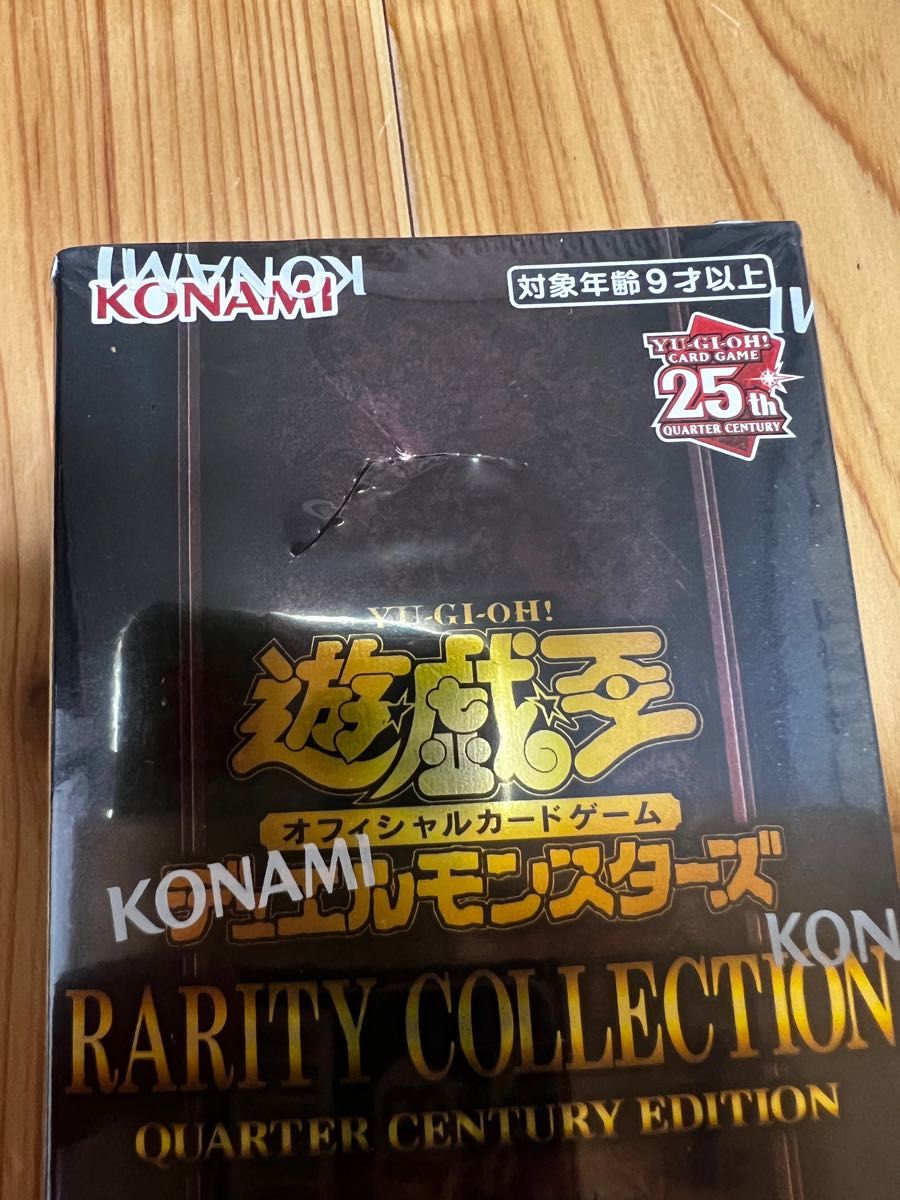 KONAMI
KONAMI
対象年齢9才以上
YU-GI-OH!
CARD GAME
25th
QUARTER CENTURY
YU-GI-OH!
遊戯王
オフィシャルカードゲーム
デュエルモンスターズ
KONAMI
KON
RARITY COLLECTION
QUARTER CENTURY EDITION